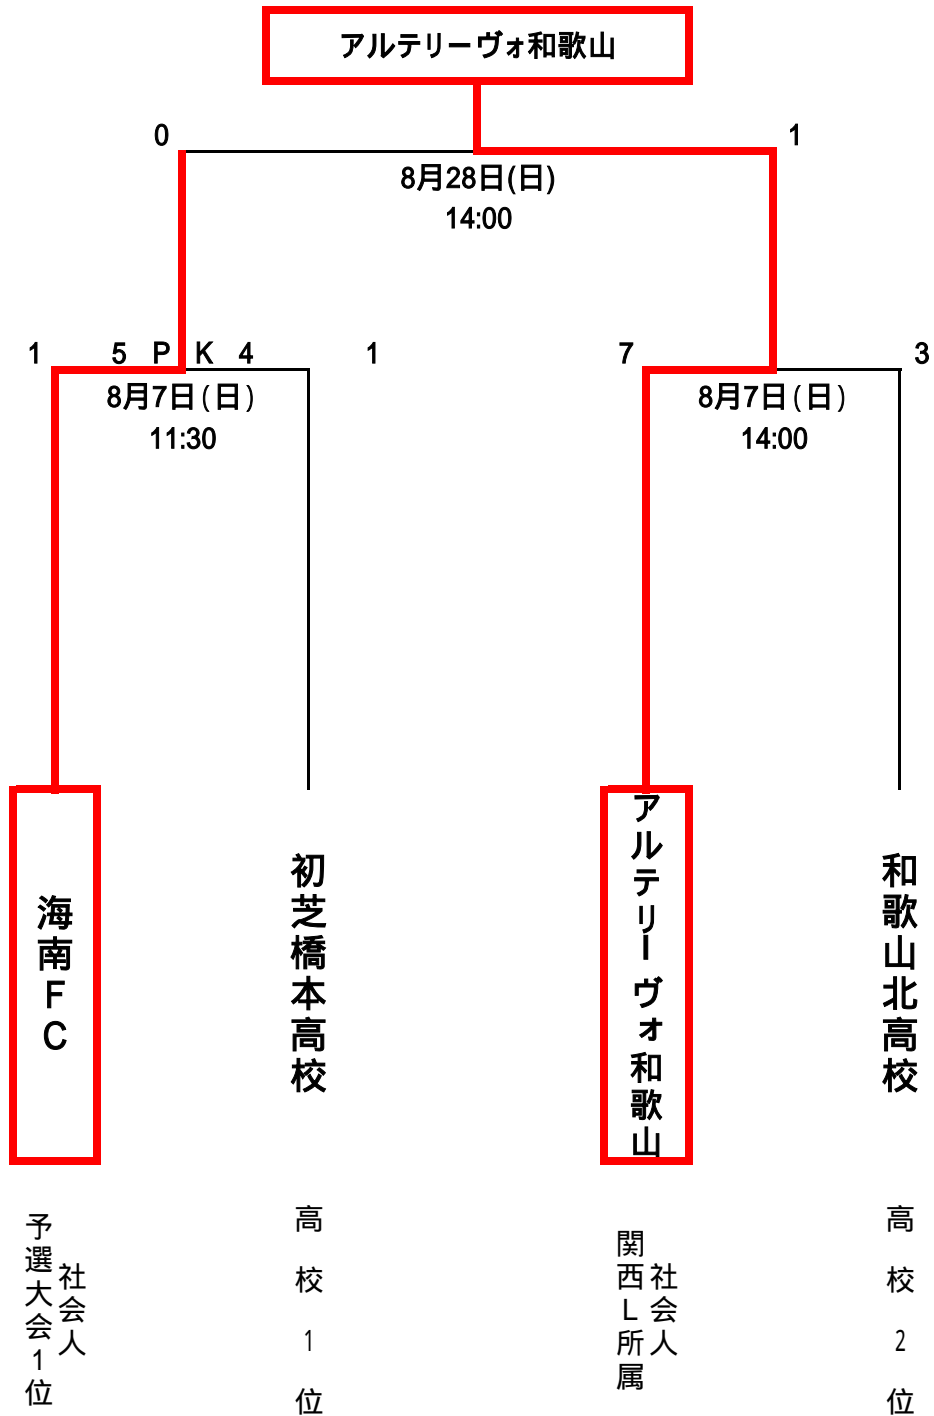 アルテリーヴォ和歌山
0 1
8月28日(日)
14:00
1 5 P K 4 1 7 3
8月7日(日) 8月7日(日)
11:30 14:00
海南FC
初芝橋本高校
アルテリーヴォ和歌山
和歌山北高校
社会人
予選大会1位
高校1位
社会人
関西L所属
高校2位